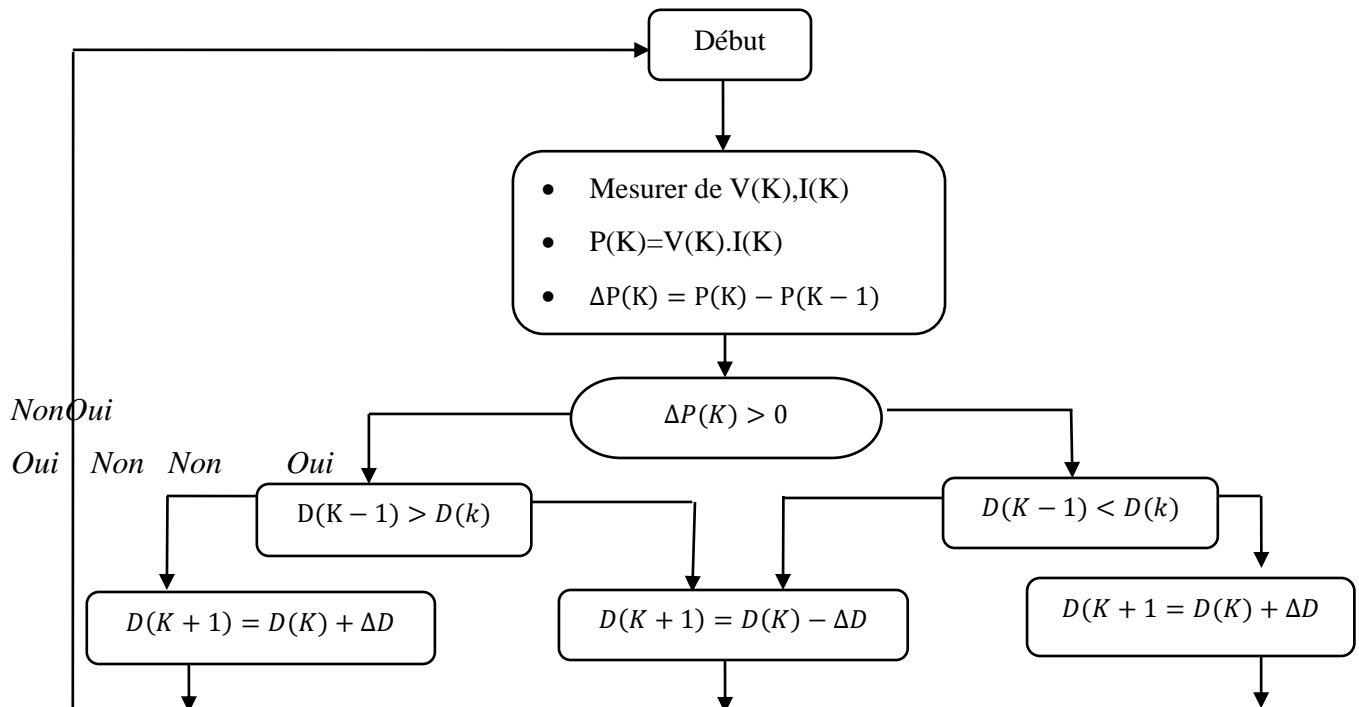 Début
• Mesurer de V(K),I(K)
• P(K)=V(K).I(K)
• ΔP(K) = P(K) − P(K − 1)
NonOui
ΔP(K) > 0
Oui Non Non Oui
D(K − 1) > D(k)
D(K − 1) < D(k)
D(K + 1) = D(K) + ΔD
D(K + 1) = D(K) − ΔD
D(K + 1 = D(K) + ΔD